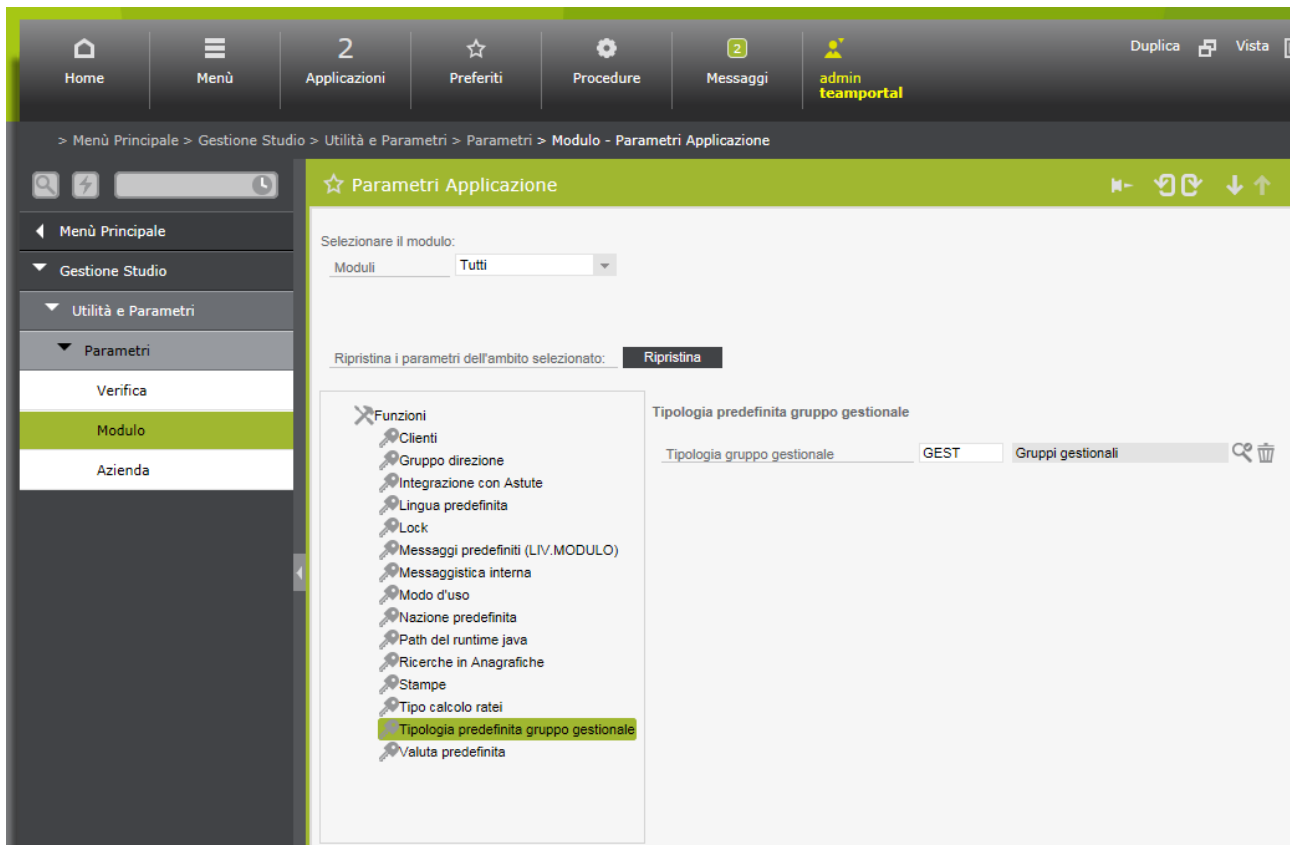 2
2
Duplica Vista
Home Menù Applicazioni Preferiti Procedure Messaggi admin
teamportal
> Menù Principale > Gestione Studio > Utilità e Parametri > Parametri > Modulo - Parametri Applicazione
Parametri Applicazione
Menù Principale
Gestione Studio
Utilità e Parametri
Parametri
Verifica
Modulo
Azienda
Selezionare il modulo:
Moduli Tutti
Ripristina i parametri dell'ambito selezionato: Ripristina
Funzioni
Clienti
Gruppo direzione
Integrazione con Astute
Lingua predefinita
Lock
Messaggi predefiniti (LIV.MODULO)
Messaggistica interna
Modo d'uso
Nazione predefinita
Path del runtime java
Ricerche in Anagrafiche
Stampe
Tipo calcolo ratei
Tipologia predefinita gruppo gestionale
Valuta predefinita
Tipologia predefinita gruppo gestionale
Tipologia gruppo gestionale GEST Gruppi gestionali